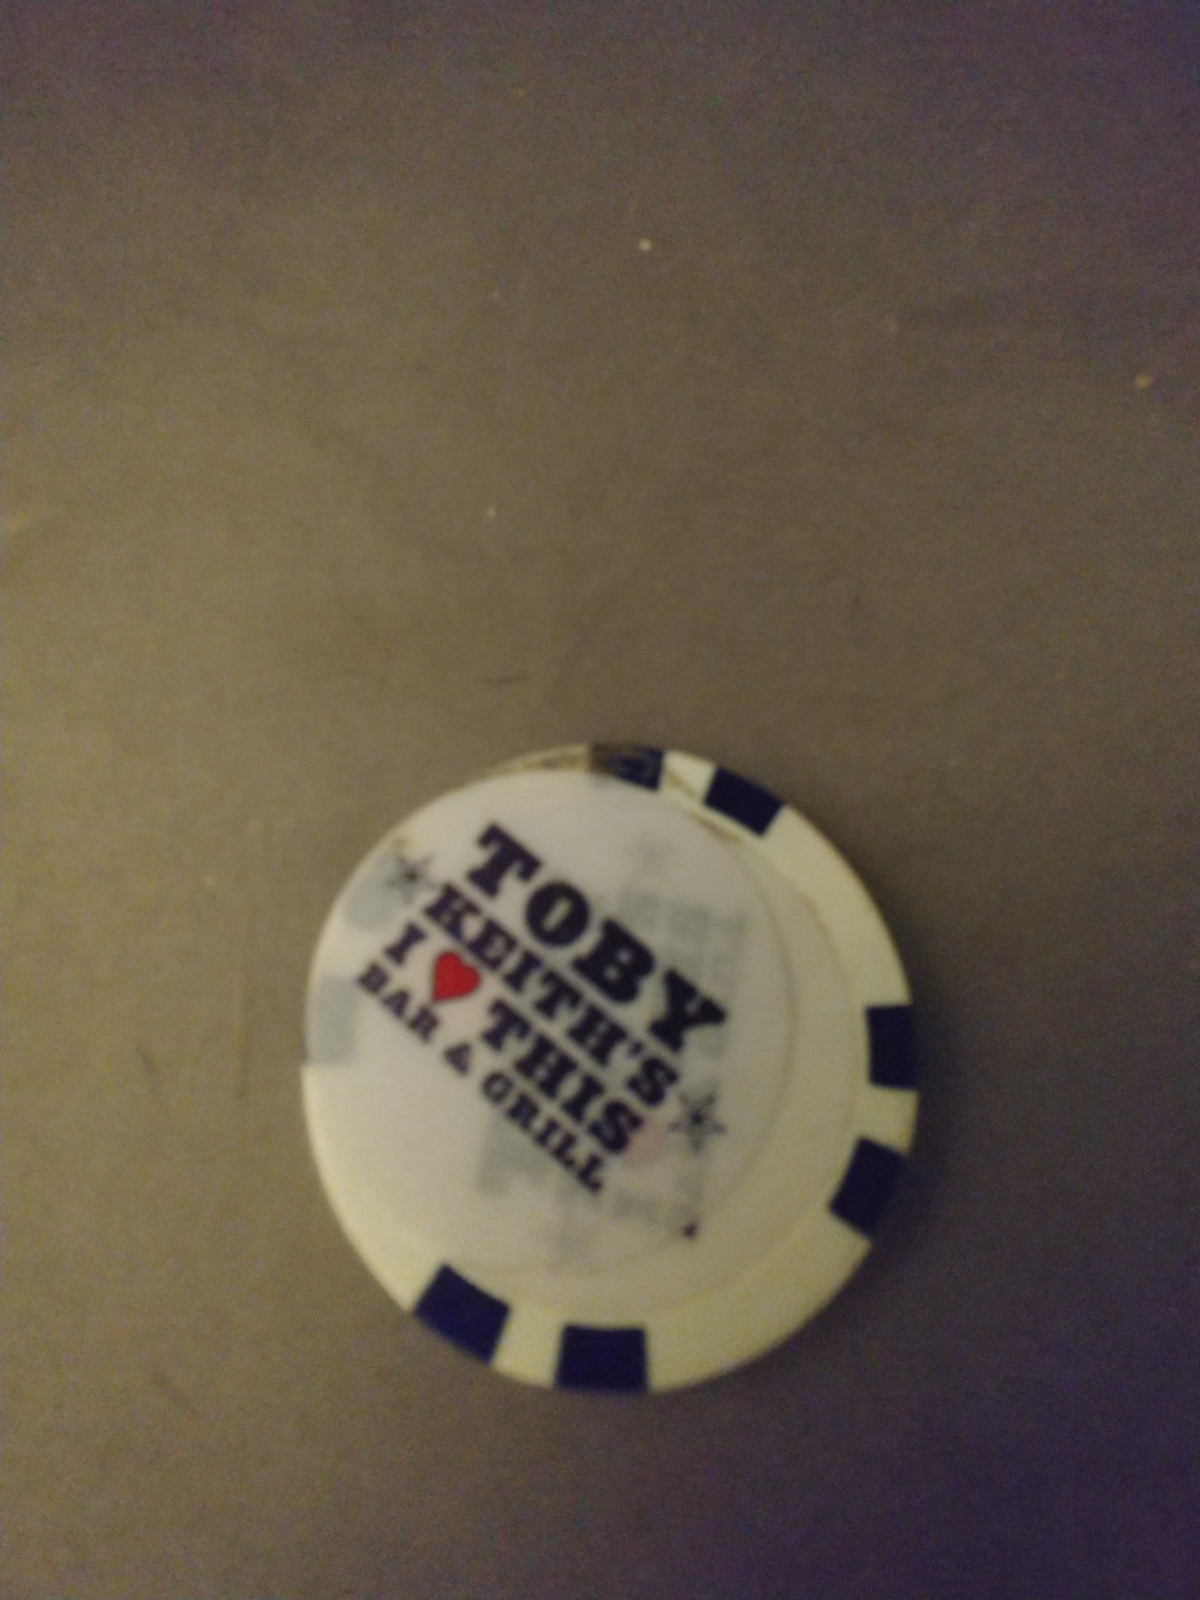 TOBY
KEITH'S
I ❤ THIS
BAR & GRILL